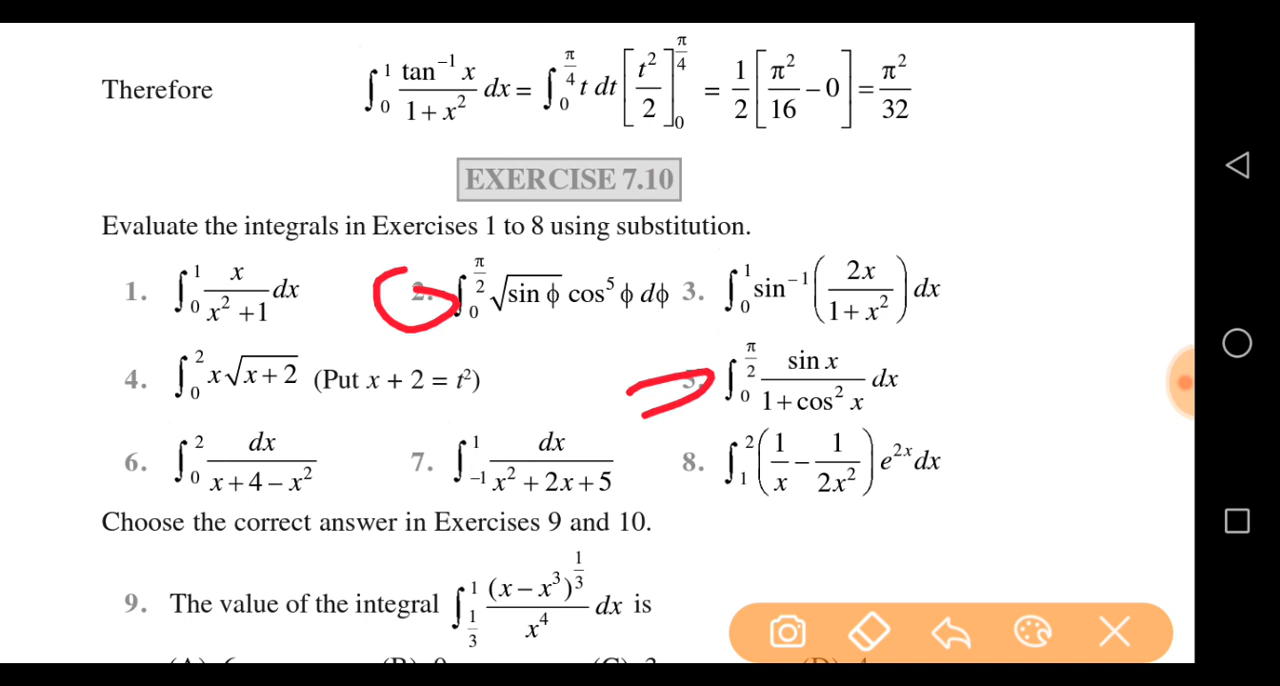 Therefore ∫₀¹ tan⁻¹ x / (1 + x²) dx = ∫₀^(π/4) t dt [t²/2]₀^(π/4) = 1/2 [π²/16 – 0] = π²/32
EXERCISE 7.10
Evaluate the integrals in Exercises 1 to 8 using substitution.
1. ∫₀¹ x / (x² + 1) dx 2. ∫₀^(π/2) √(sin ϕ) cos⁵ ϕ dϕ 3. ∫₀¹ sin⁻¹ (2x / (1 + x²)) dx
4. ∫₀² x√(x + 2) (Put x + 2 = t²) 5. ∫₀^(π/2) sin x / (1 + cos² x) dx
6. ∫₀² dx / (x + 4 – x²) 7. ∫₋₁¹ dx / (x² + 2x + 5) 8. ∫₁² (1/x – 1/(2x²)) e²ˣ dx
Choose the correct answer in Exercises 9 and 10.
9. The value of the integral ∫_(1/3)^1 (x – x³)^(1/3) / x⁴ dx is